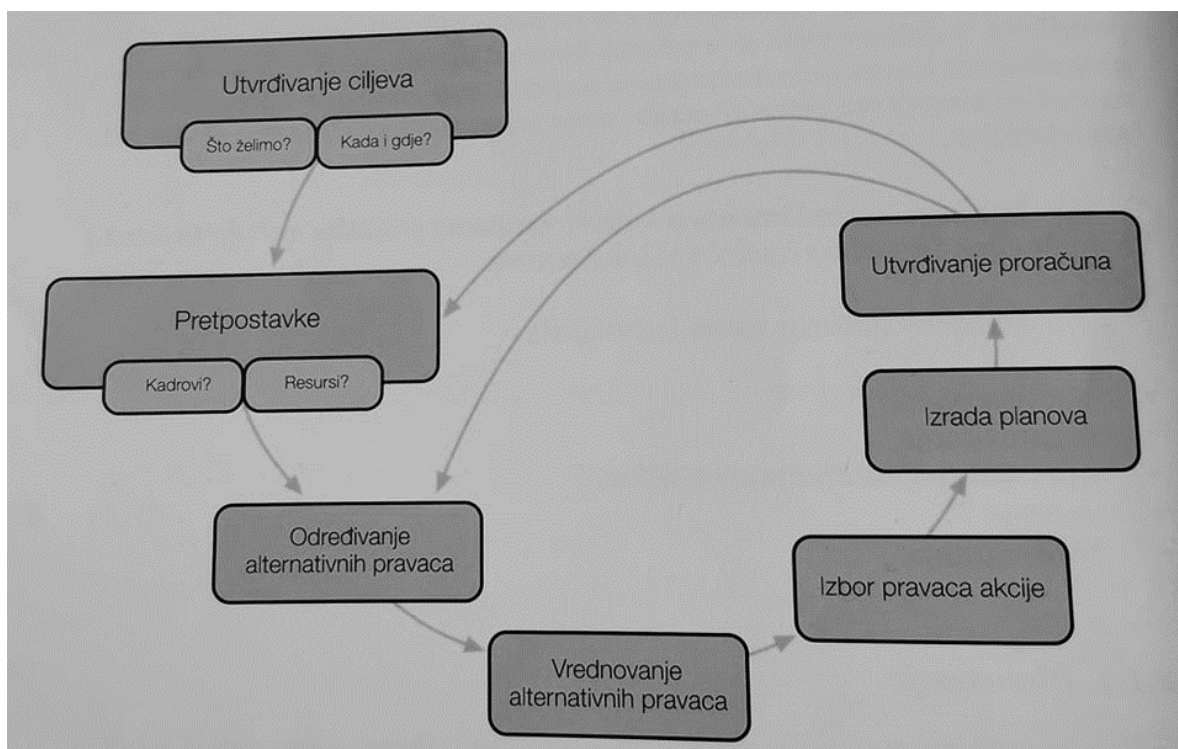 Utvrđivanje ciljeva
Što želimo?
Kada i gdje?
Pretpostavke
Kadrovi?
Resursi?
Određivanje
alternativnih pravaca
Vrednovanje
alternativnih pravaca
Izbor pravaca akcije
Izrada planova
Utvrđivanje proračuna